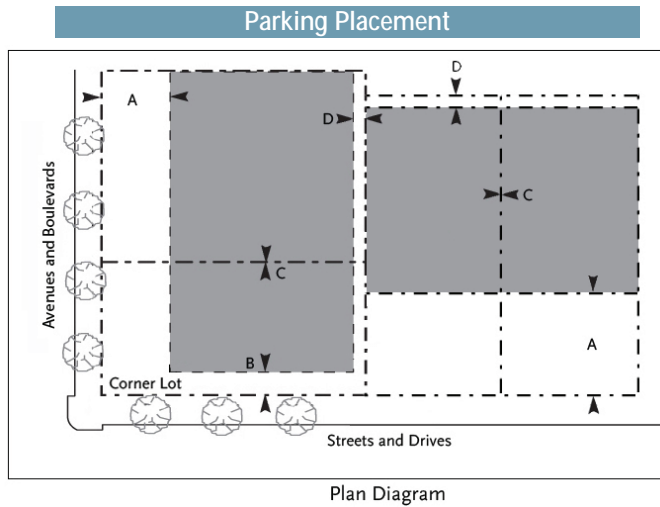 Parking Placement
D
A
D
C
Avenues and Boulevards
C
B
A
Corner Lot
Streets and Drives
Plan Diagram